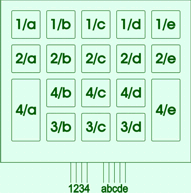 1/a 1/b 1/c 1/d 1/e
2/a 2/b 2/c 2/d 2/e
4/a 4/b 4/c 4/d 4/e
3/b 3/c 3/d
1234 abcde